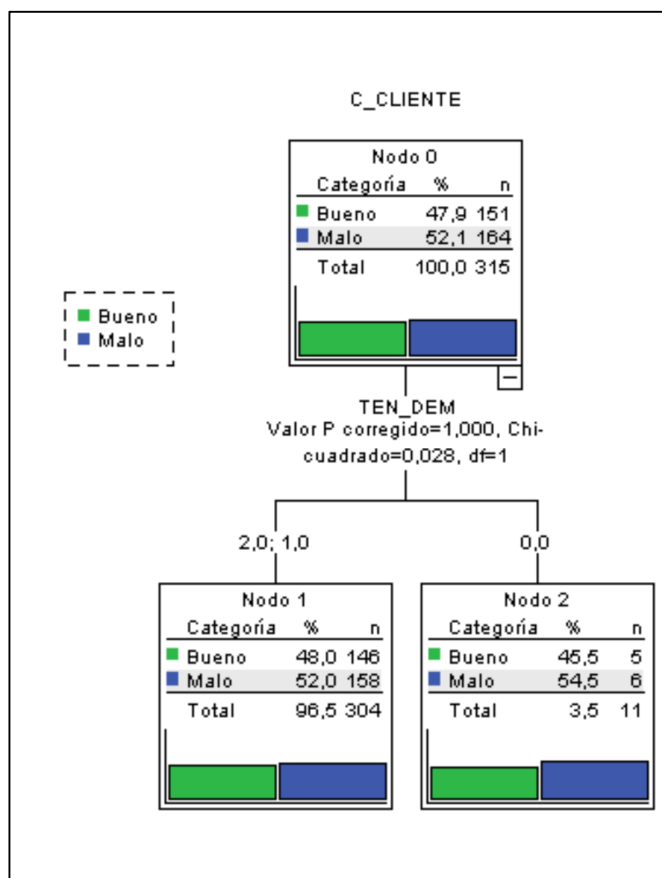 C_CLIENTE
Nodo 0
Categoría % n
Bueno 47,9 151
Malo 52,1 164
Total 100,0 315
Bueno
Malo
TEN_DEM
Valor P corregido=1,000, Chi-
cuadrado=0,028, df=1
2,0; 1,0
0,0
Nodo 1
Categoría % n
Bueno 48,0 146
Malo 52,0 158
Total 96,5 304
Nodo 2
Categoría % n
Bueno 45,5 5
Malo 54,5 6
Total 3,5 11